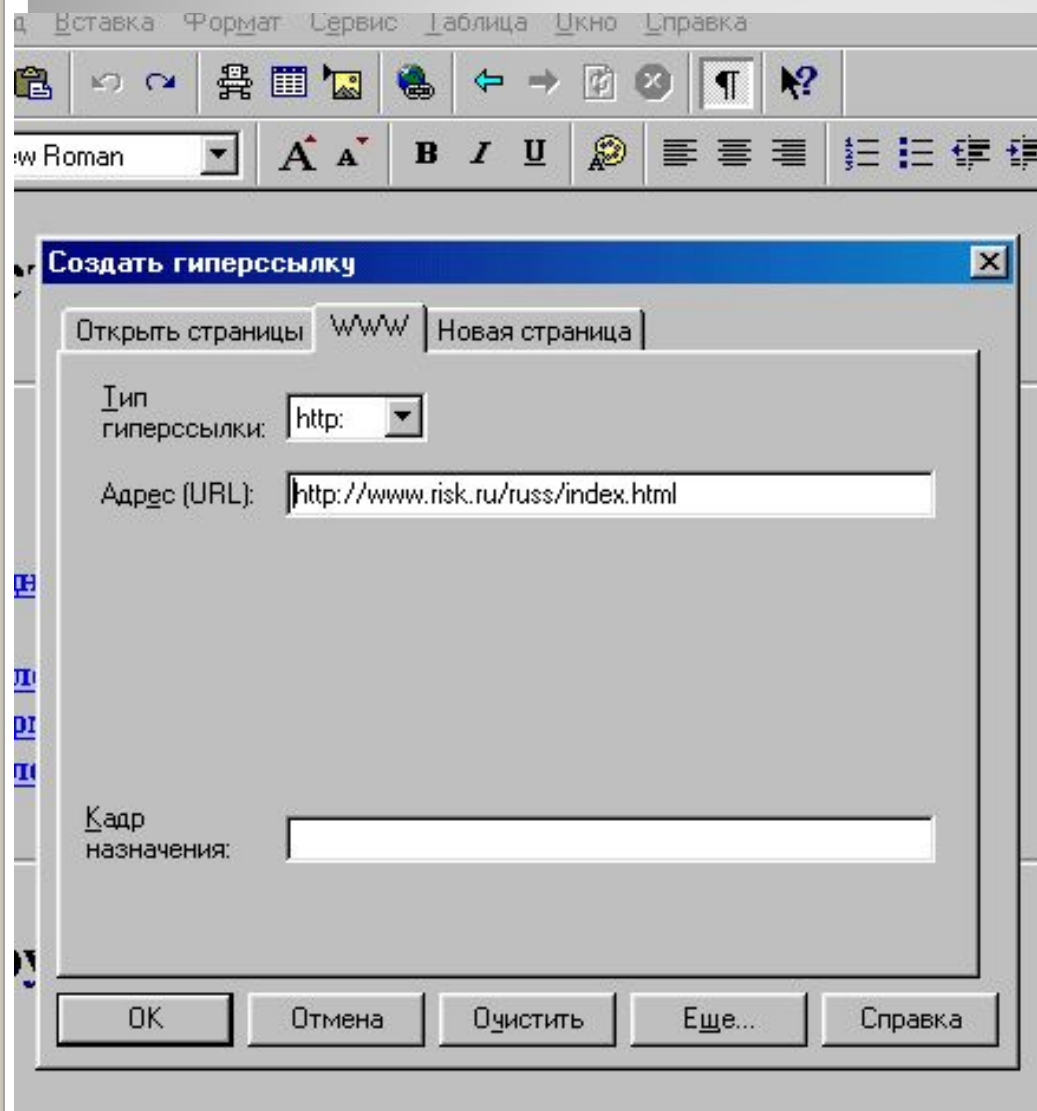 Вставка Формат Сервис Таблица Окно Справка
Roman
A A B I U
Создать гиперссылку
Открыть страницы WWW Новая страница
Тип
гиперссылки: http:
Адрес (URL): http://www.risk.ru/russ/index.html
Кадр
назначения:
OK Отмена Очистить Еще... Справка